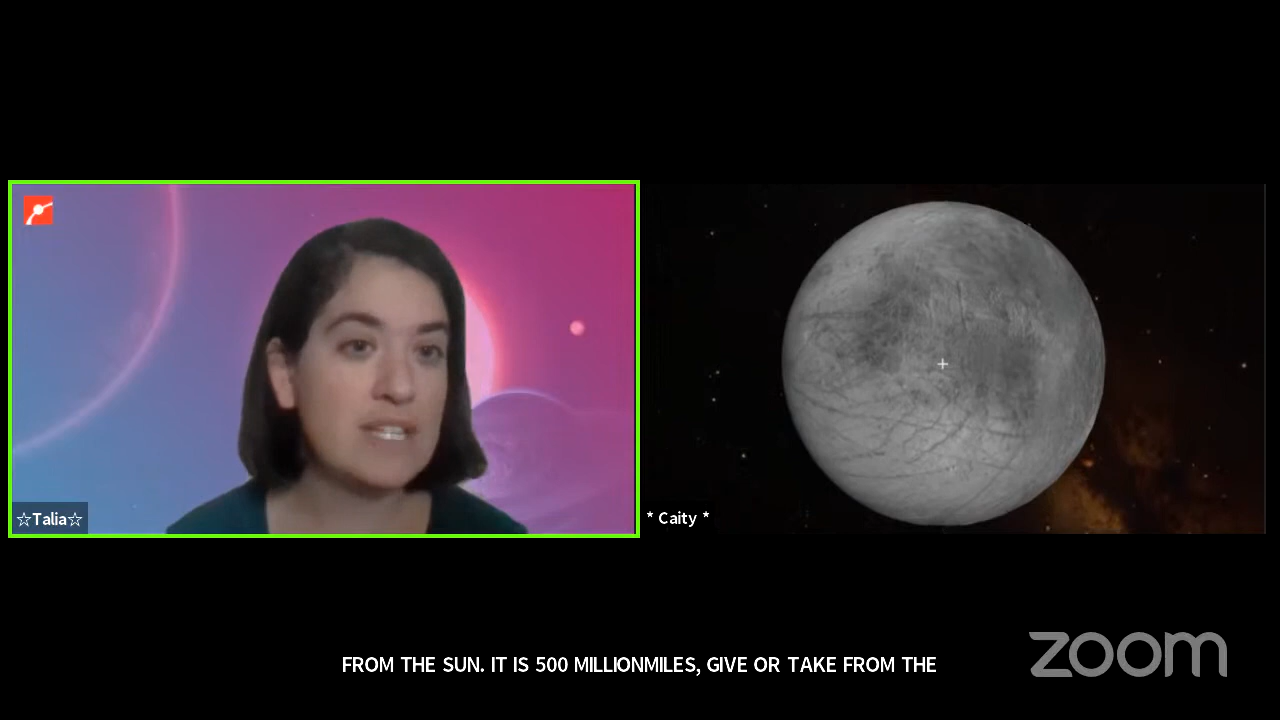 ☆Talia☆
* Caity *
FROM THE SUN. IT IS 500 MILLIONMILES, GIVE OR TAKE FROM THE
zoom